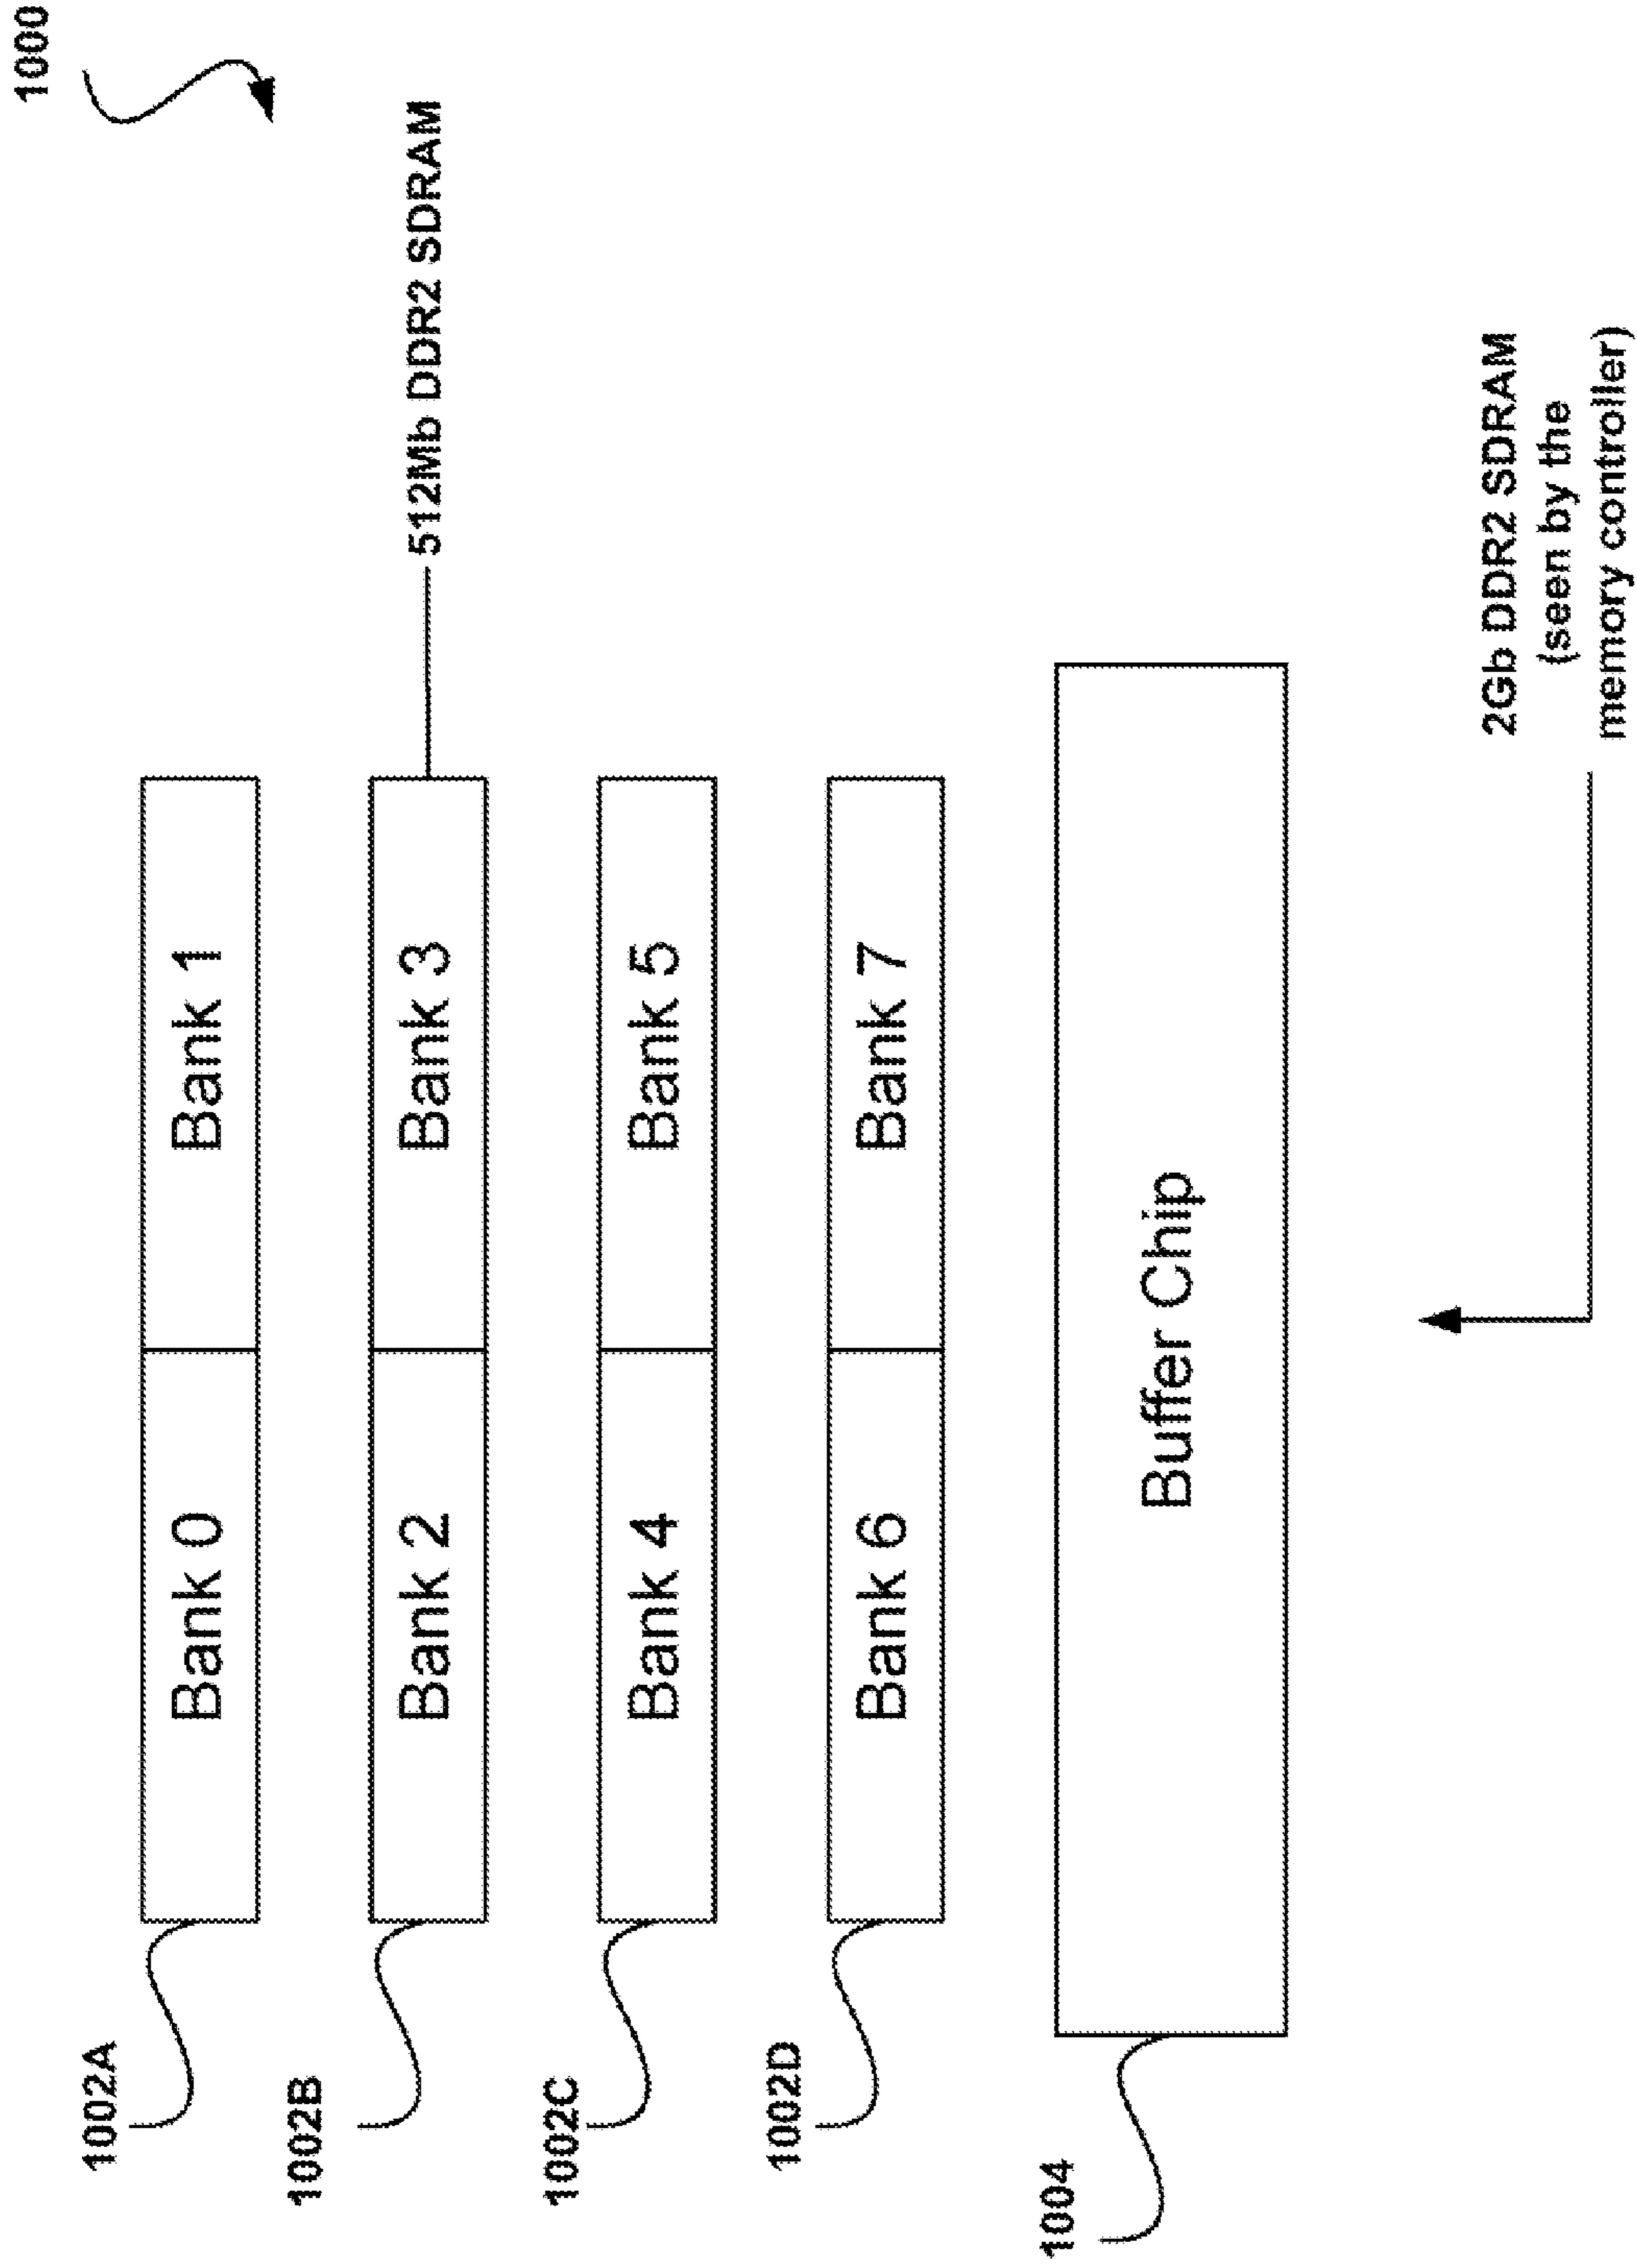 1000
1002A
Bank 0
Bank 1
1002B
Bank 2
Bank 3
512Mb DDR2 SDRAM
1002C
Bank 4
Bank 5
1002D
Bank 6
Bank 7
1004
Buffer Chip
2Gb DDR2 SDRAM
(seen by the
memory controller)